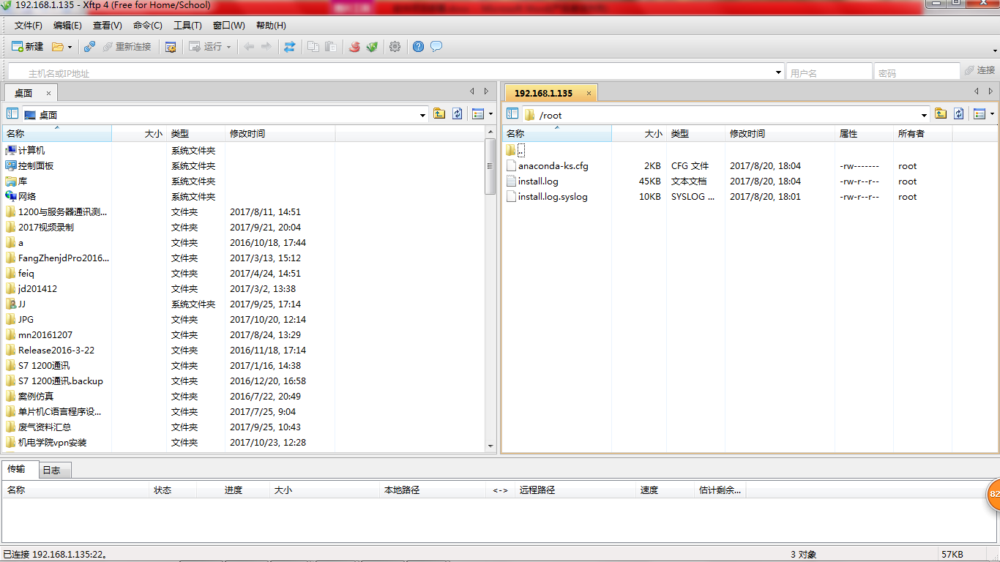 192.168.1.135 - Xftp 4 (Free for Home/School)
文件(F) 编辑(E) 查看(V) 命令(C) 工具(T) 窗口(W) 帮助(H)
新建 重新连接 运行
主机名或IP地址 用户名 密码 连接
桌面 192.168.1.135
桌面 /root
名称 大小 类型 修改时间
计算机 系统文件夹
控制面板 系统文件夹
库 系统文件夹
网络 系统文件夹
1200与服务器通讯测... 文件夹 2017/8/11, 14:51
2017视频录制 文件夹 2017/9/21, 20:04
a 文件夹 2016/10/18, 17:44
FangZhenjdPro2016... 文件夹 2017/3/13, 15:12
feiq 文件夹 2017/4/24, 14:51
jd201412 文件夹 2017/3/2, 13:38
JJ 系统文件夹 2017/9/25, 17:14
JPG 文件夹 2017/10/20, 12:14
mn20161207 文件夹 2017/8/24, 13:29
Release2016-3-22 文件夹 2016/11/18, 17:14
S7 1200通讯 文件夹 2017/1/16, 14:38
S7 1200通讯.backup 文件夹 2016/12/20, 16:58
案例仿真 文件夹 2016/7/22, 20:49
单片机C语言程序设... 文件夹 2017/7/25, 9:04
废气资料汇总 文件夹 2017/9/25, 10:43
机电学院vpn安装 文件夹 2017/10/23, 12:28
名称 大小 类型 修改时间 属性 所有者
..
anaconda-ks.cfg 2KB CFG 文件 2017/8/20, 18:04 -rw------- root
install.log 45KB 文本文档 2017/8/20, 18:04 -rw-r--r-- root
install.log.syslog 10KB SYSLOG ... 2017/8/20, 18:01 -rw-r--r-- root
传输 日志
名称 状态 进度 大小 本地路径 <-> 远程路径 速度 估计剩余...
82
已连接 192.168.1.135:22。 3 对象 57KB